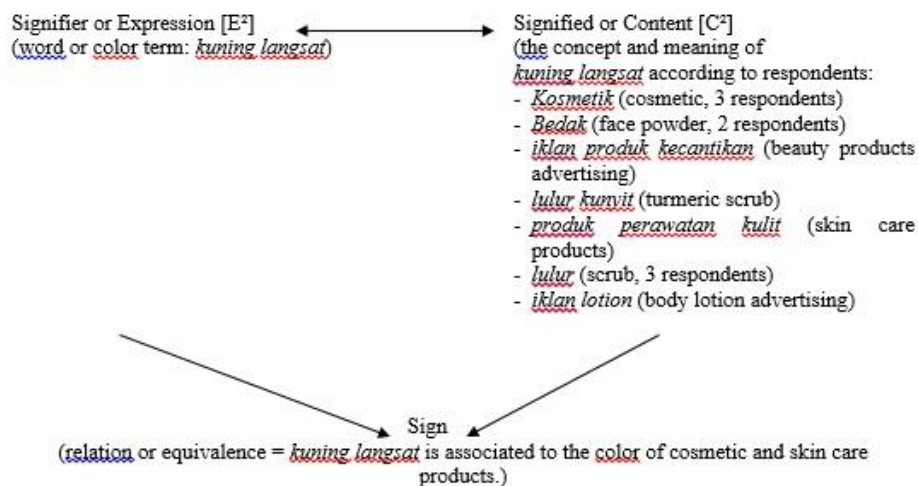 Signifier or Expression [E²]
(word or color term: kuning langsat)
Signified or Content [C²]
(the concept and meaning of
kuning langsat according to respondents:
- Kosmetik (cosmetic, 3 respondents)
- Bedak (face powder, 2 respondents)
- iklan produk kecantikan (beauty products
advertising)
- lulur kunyit (turmeric scrub)
- produk perawatan kulit (skin care
products)
- lulur (scrub, 3 respondents)
- iklan lotion (body lotion advertising)
Sign
(relation or equivalence = kuning langsat is associated to the color of cosmetic and skin care
products.)